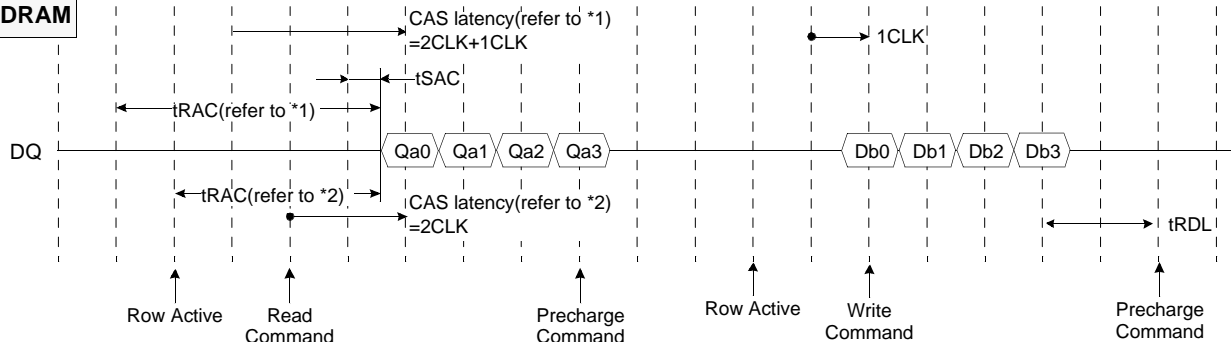 DRAM
CAS latency(refer to *1)
=2CLK+1CLK
1CLK
tSAC
tRAC(refer to *1)
DQ
Qa0
Qa1
Qa2
Qa3
Db0
Db1
Db2
Db3
tRAC(refer to *2)
CAS latency(refer to *2)
=2CLK
tRDL
Row Active
Read
Command
Precharge
Command
Row Active
Write
Command
Precharge
Command